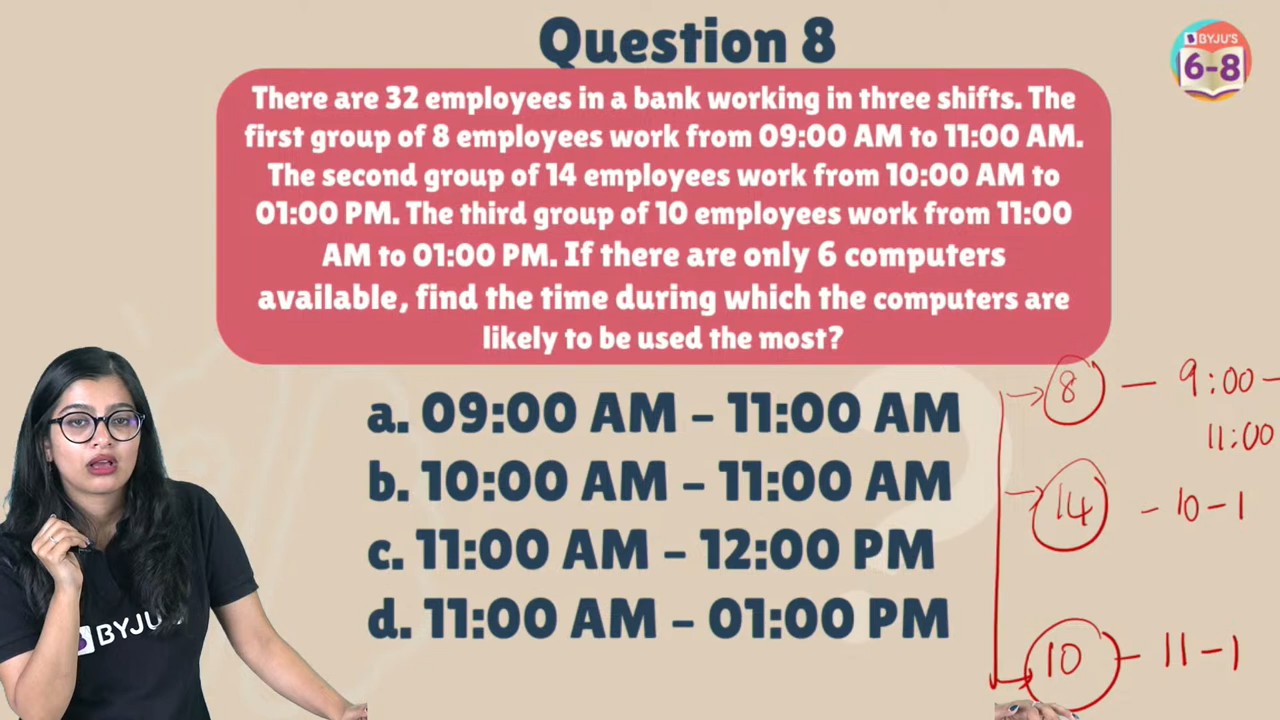 Question 8
BYJU'S
6-8
There are 32 employees in a bank working in three shifts. The
first group of 8 employees work from 09:00 AM to 11:00 AM.
The second group of 14 employees work from 10:00 AM to
01:00 PM. The third group of 10 employees work from 11:00
AM to 01:00 PM. If there are only 6 computers
available, find the time during which the computers are
likely to be used the most?
a. 09:00 AM – 11:00 AM
b. 10:00 AM – 11:00 AM
c. 11:00 AM – 12:00 PM
d. 11:00 AM – 01:00 PM
8 — 9:00 –
11:00
14 - 10-1
10 - 11-1
BYJU'S